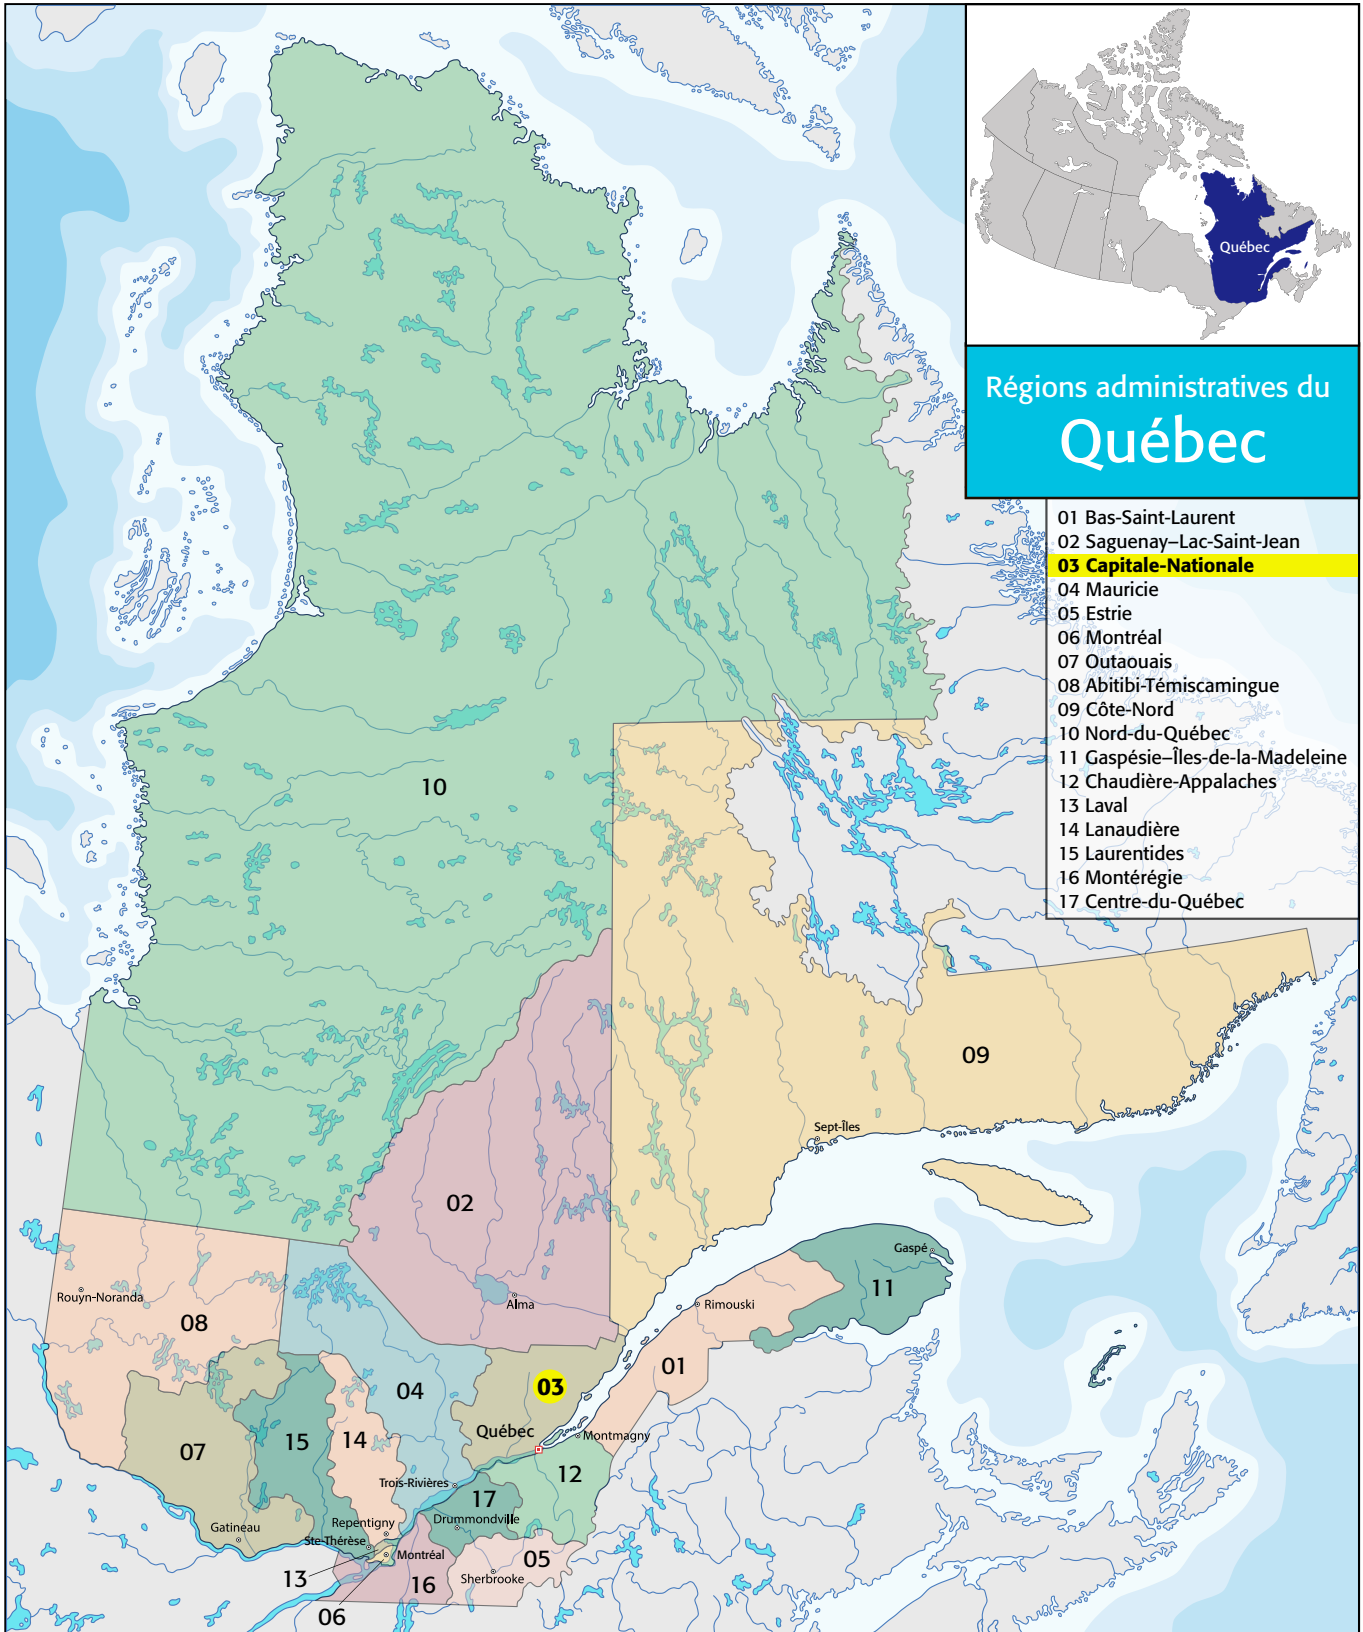 Québec
Régions administratives du
Québec
01 Bas-Saint-Laurent
02 Saguenay–Lac-Saint-Jean
03 Capitale-Nationale
04 Mauricie
05 Estrie
06 Montréal
07 Outaouais
08 Abitibi-Témiscamingue
09 Côte-Nord
10 Nord-du-Québec
11 Gaspésie–Îles-de-la-Madeleine
12 Chaudière-Appalaches
13 Laval
14 Lanaudière
15 Laurentides
16 Montérégie
17 Centre-du-Québec
10
09
Sept-Îles
02
Gaspé
11
Rouyn-Noranda
Alma
Rimouski
08
01
03
04
Québec
Montmagny
15
14
07
12
Trois-Rivières
17
Drummondville
Repentigny
Gatineau
Ste-Thérèse
Montréal
05
Sherbrooke
13
16
06